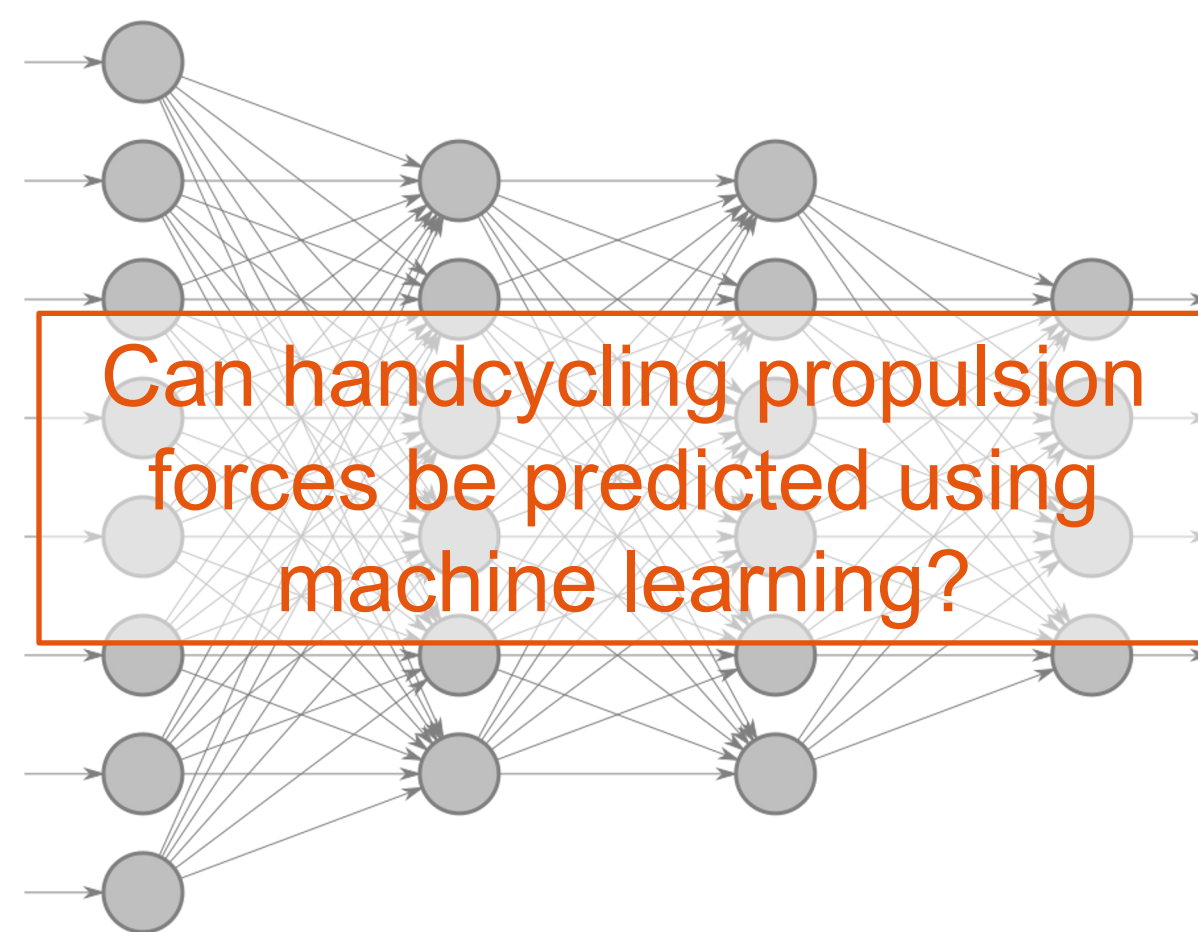 Can handcycling propulsion
forces be predicted using
machine learning?